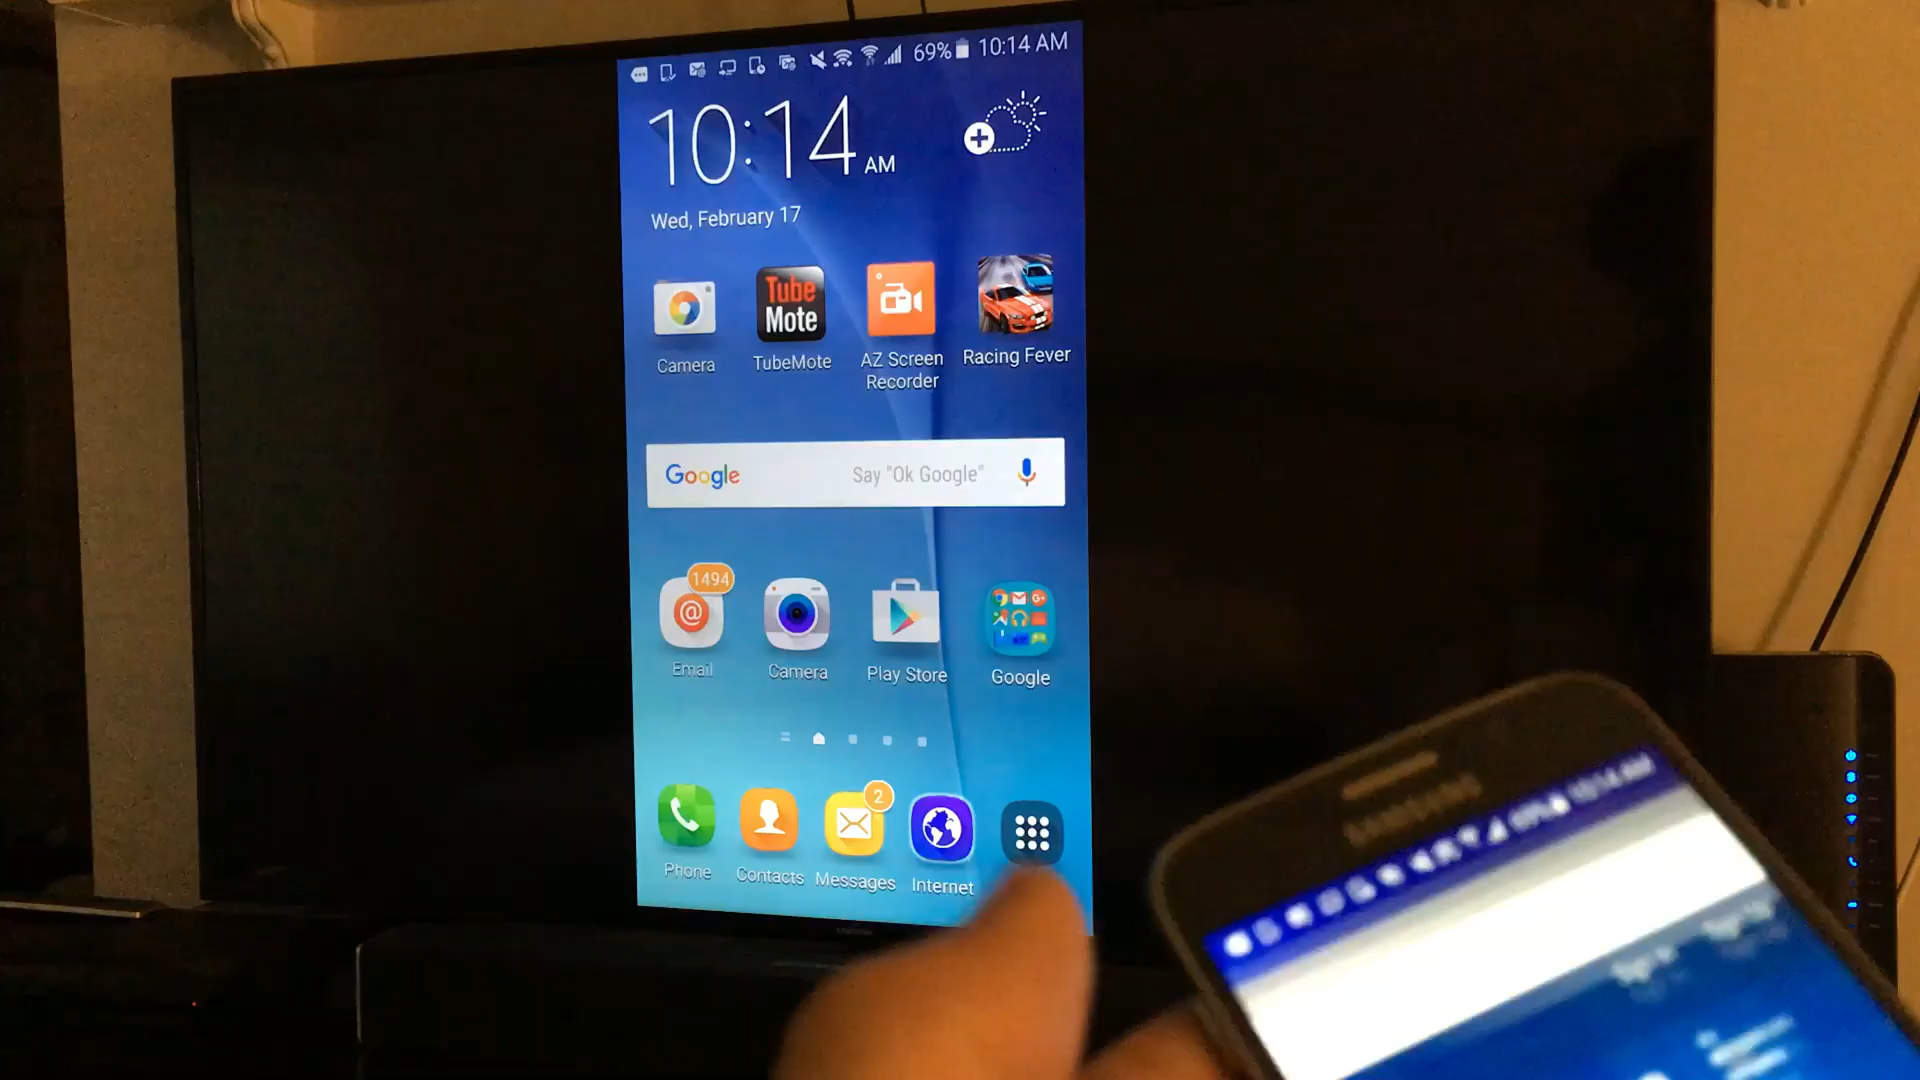 69% 10:14 AM
10:14 AM
Wed, February 17
Tube
Mote
Camera
TubeMote
AZ Screen
Recorder
Racing Fever
Google
Say "Ok Google"
1494
@
Email
Camera
Play Store
Google
2
Phone
Contacts
Messages
Internet
SAMSUNG